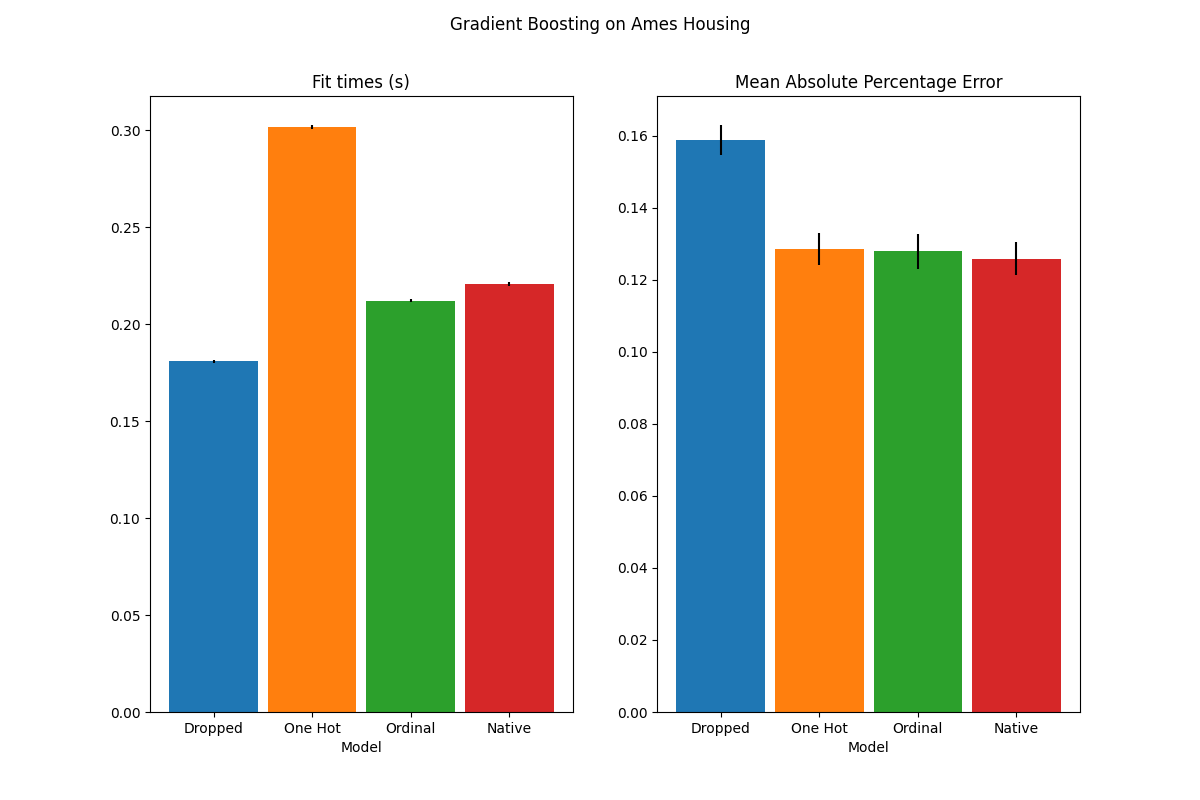 Gradient Boosting on Ames Housing
Fit times (s)
0.30
0.25
0.20
0.15
0.10
0.05
0.00
Dropped One Hot Ordinal Native
Model
Mean Absolute Percentage Error
0.16
0.14
0.12
0.10
0.08
0.06
0.04
0.02
0.00
Dropped One Hot Ordinal Native
Model